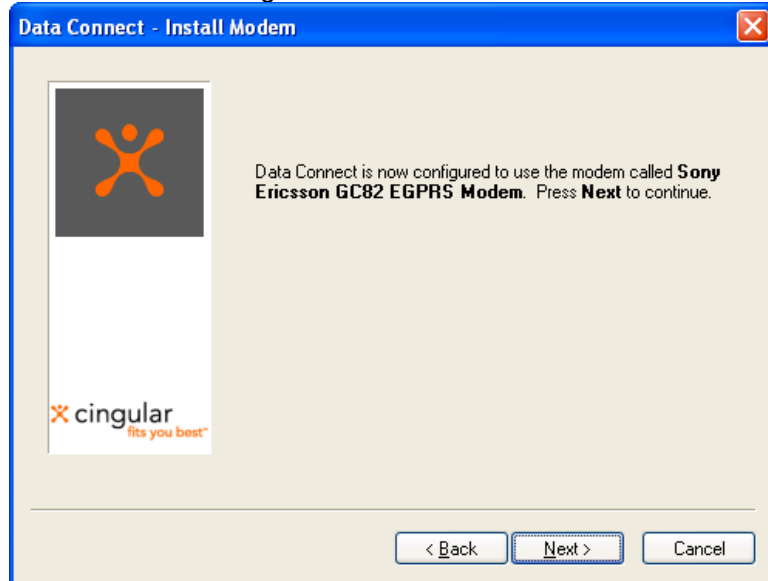 Data Connect - Install Modem
Data Connect is now configured to use the modem called Sony
Ericsson GC82 EGPRS Modem. Press Next to continue.
cingular
fits you best™
< Back Next > Cancel